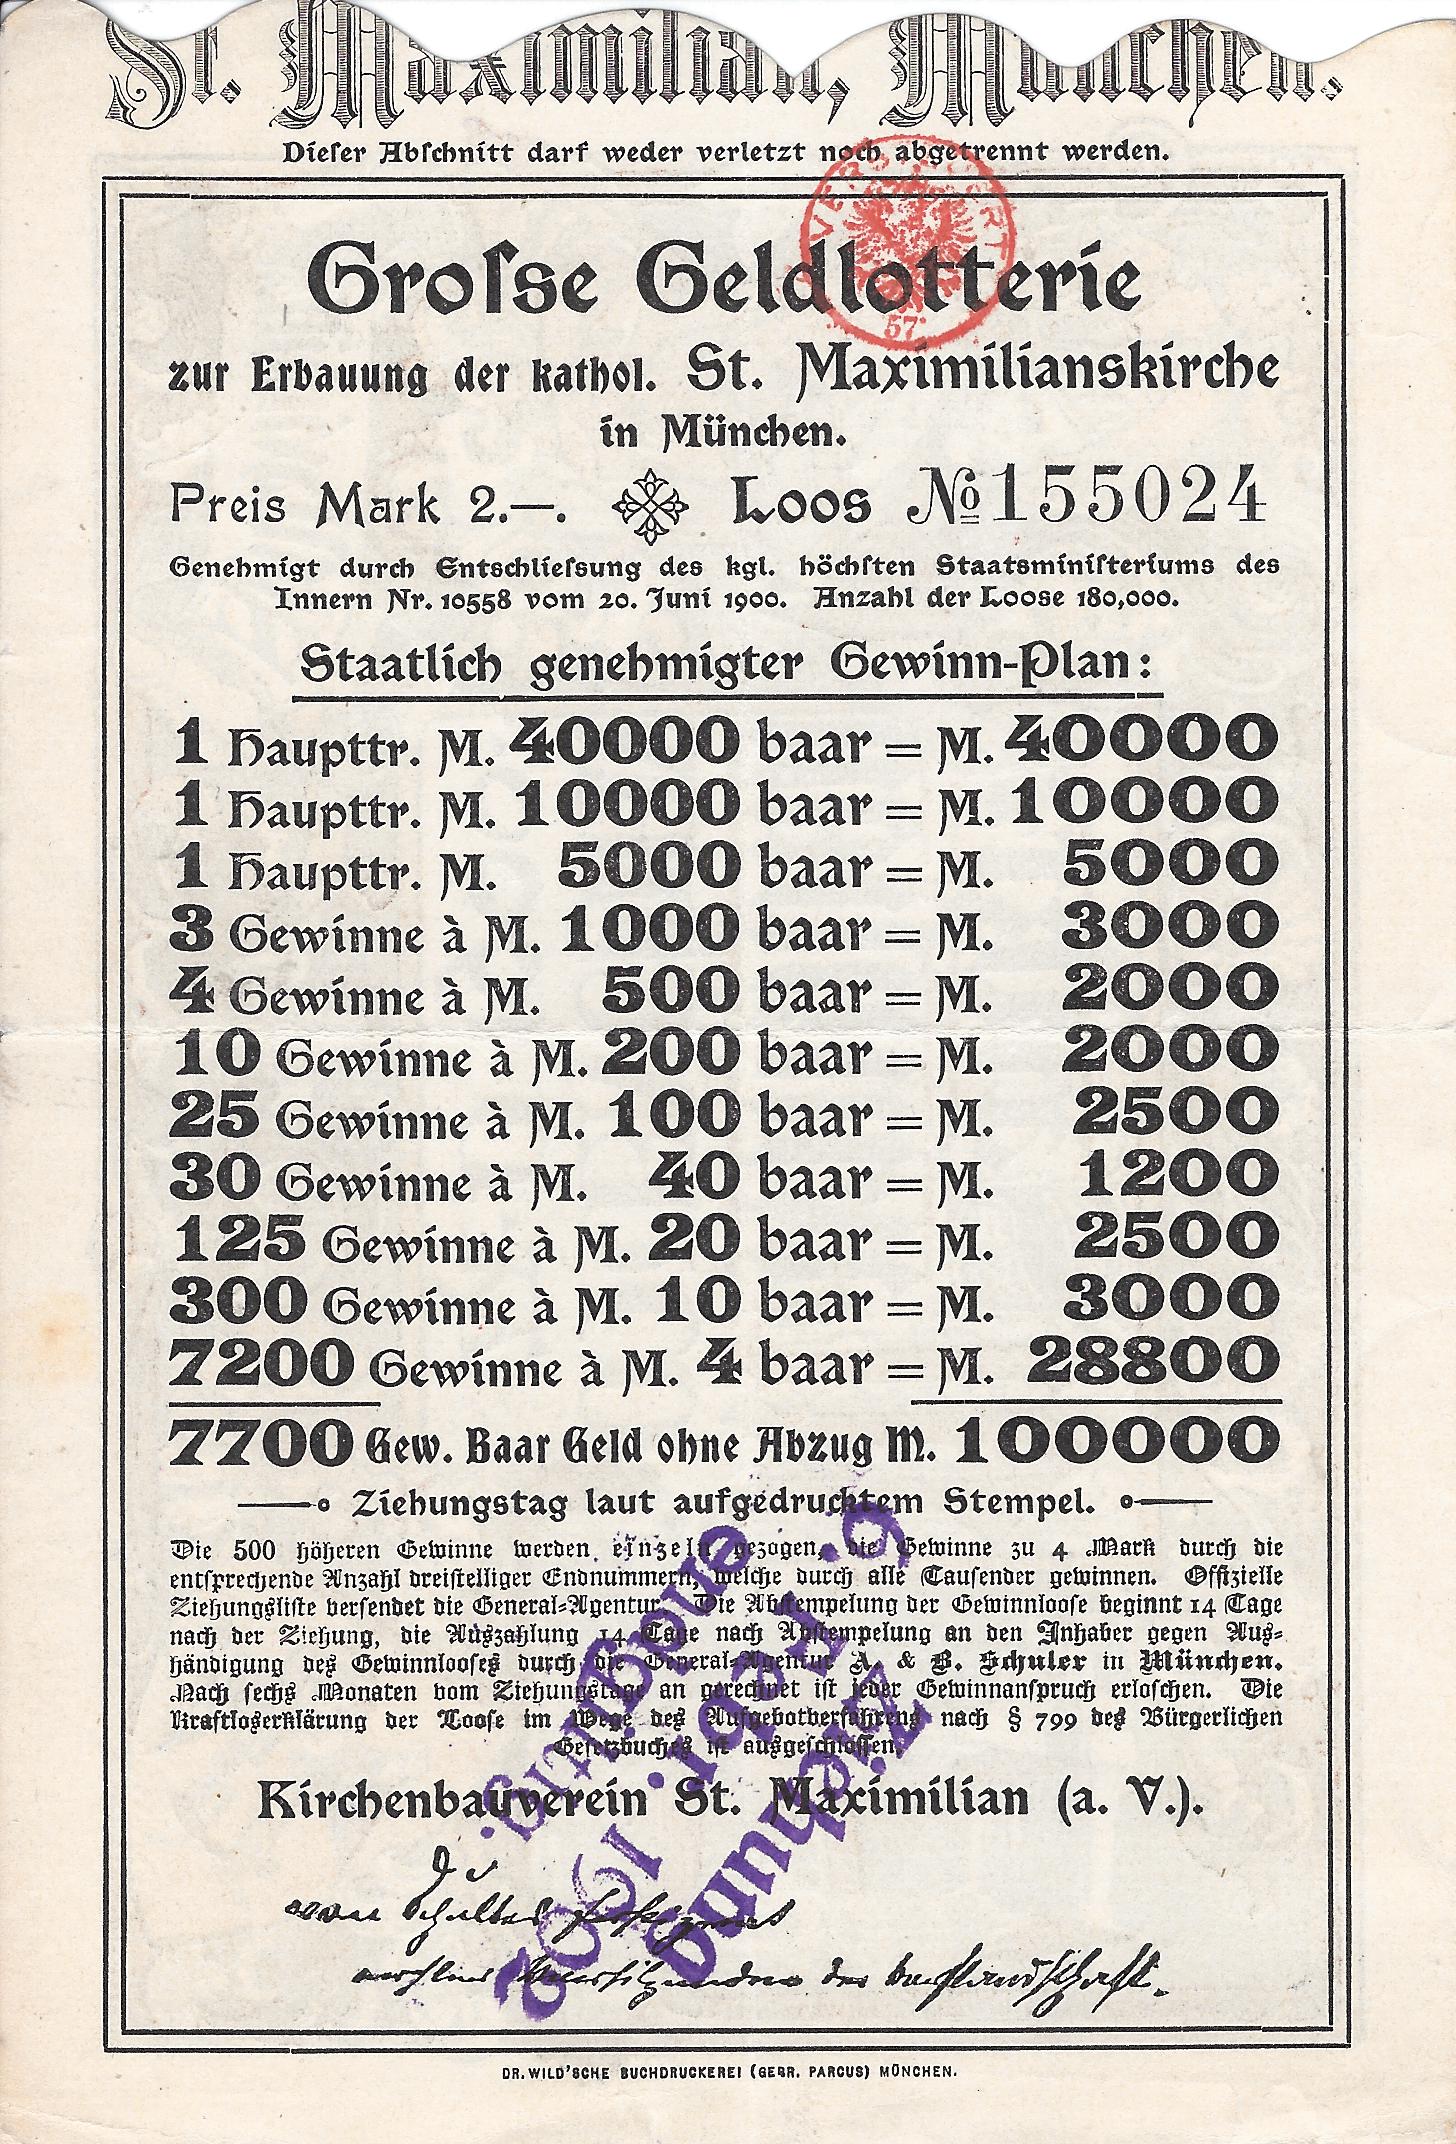 St. Maximilian, München.
Dieser Abschnitt darf weder verletzt noch abgetrennt werden.
Grosse Geldlotterie
57
zur Erbauung der kathol. St. Maximilianskirche
in München.
Preis Mark 2.—. Loos № 155024
Genehmigt durch Entschliessung des kgl. höchsten Staatsministeriums des
Innern Nr. 10558 vom 20. Juni 1900. Anzahl der Loose 180,000.
Staatlich genehmigter Gewinn-Plan:
1 Haupttr. M. 40000 baar = M. 40000
1 Haupttr. M. 10000 baar = M. 10000
1 Haupttr. M. 5000 baar = M. 5000
3 Gewinne à M. 1000 baar = M. 3000
4 Gewinne à M. 500 baar = M. 2000
10 Gewinne à M. 200 baar = M. 2000
25 Gewinne à M. 100 baar = M. 2500
30 Gewinne à M. 40 baar = M. 1200
125 Gewinne à M. 20 baar = M. 2500
300 Gewinne à M. 10 baar = M. 3000
7200 Gewinne à M. 4 baar = M. 28800
7700 Gew. Baar Geld ohne Abzug M. 100000
Ziehungstag laut aufgedrucktem Stempel.
Die 500 höheren Gewinne werden einzeln gezogen, die Gewinne zu 4 Mark durch die
entsprechende Anzahl dreistelliger Endnummern, welche durch alle Tausender gewinnen. Offizielle
Ziehungsliste versendet die General-Agentur. Die Abstempelung der Gewinnloose beginnt 14 Tage
nach der Ziehung, die Auszahlung 14 Tage nach Abstempelung an den Inhaber gegen Aus-
händigung des Gewinnlooses durch die General-Agentur A. & B. Schuler in München.
Nach sechs Monaten vom Ziehungstage an gerechnet ist jeder Gewinnanspruch erloschen. Die
Kraftloserklärung der Loose im Wege des Aufgebotverfahrens nach § 799 des Bürgerlichen
Gesetzbuches ist ausgeschlossen.
Ziehung
6. Febr. 1902
Kirchenbauverein St. Maximilian (a. V.).
DR. WILD'SCHE BUCHDRUCKEREI (GEBR. PARCUS) MÜNCHEN.